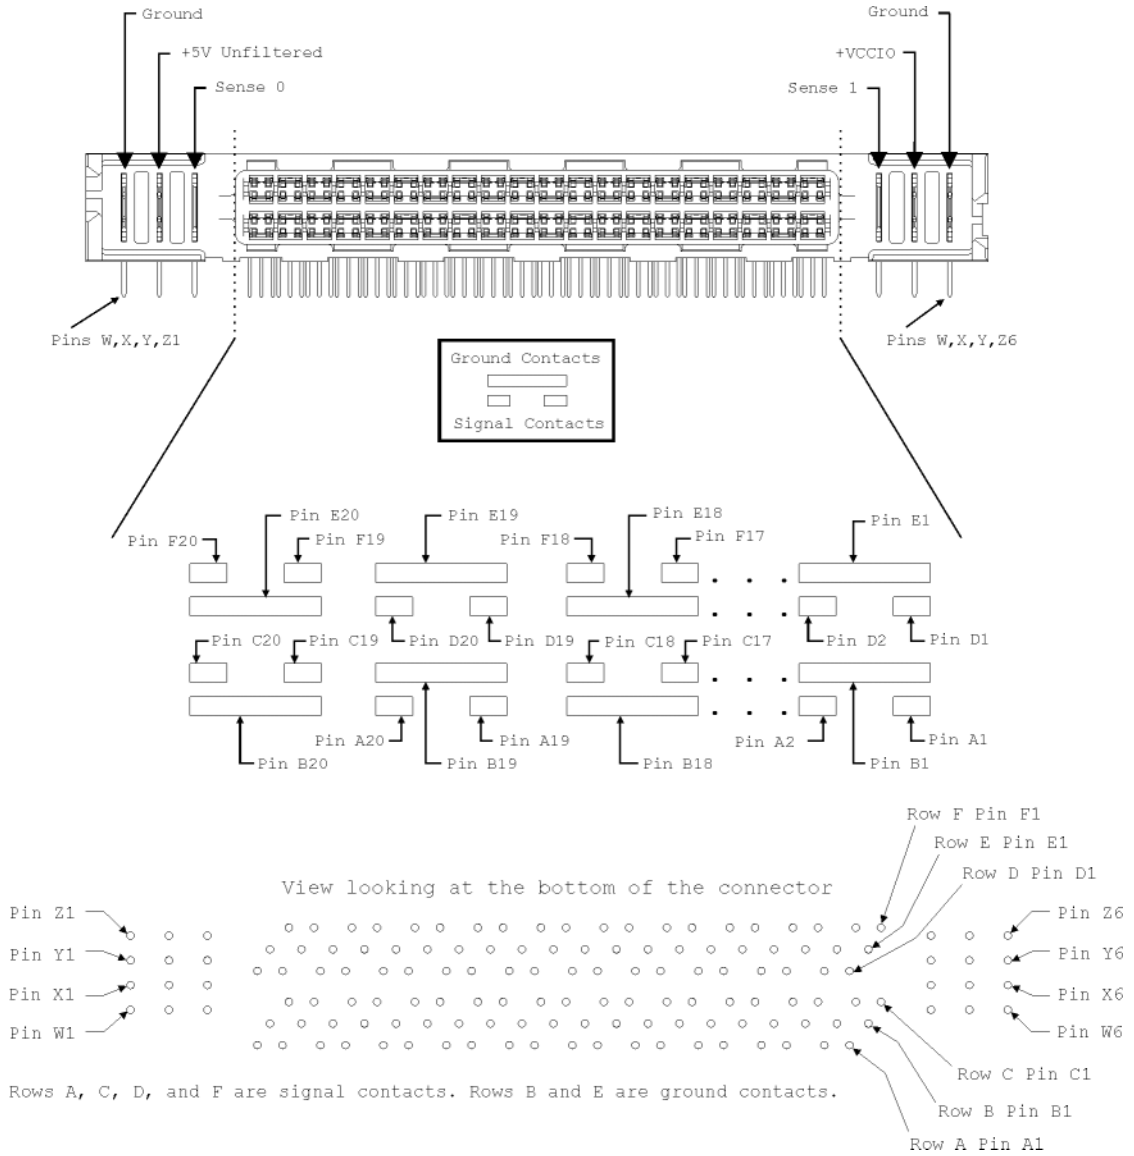 Ground
Ground
+5V Unfiltered
+VCCIO
Sense 0
Sense 1
Pins W,X,Y,Z1
Pins W,X,Y,Z6
Ground Contacts
Signal Contacts
Pin E20
Pin E19
Pin E18
Pin E1
Pin F20
Pin F19
Pin F18
Pin F17
Pin C20
Pin C19
Pin D20
Pin D19
Pin C18
Pin C17
Pin D2
Pin D1
Pin A20
Pin A19
Pin A2
Pin A1
Pin B20
Pin B19
Pin B18
Pin B1
Row F Pin F1
Row E Pin E1
Row D Pin D1
View looking at the bottom of the connector
Pin Z1
Pin Z6
Pin Y1
Pin Y6
Pin X1
Pin X6
Pin W1
Pin W6
Row C Pin C1
Rows A, C, D, and F are signal contacts. Rows B and E are ground contacts.
Row B Pin B1
Row A Pin A1